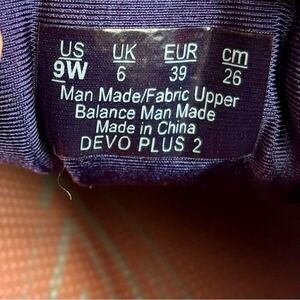 US UK EUR cm
9W 6 39 26
Man Made/Fabric Upper
Balance Man Made
Made in China
DEVO PLUS 2